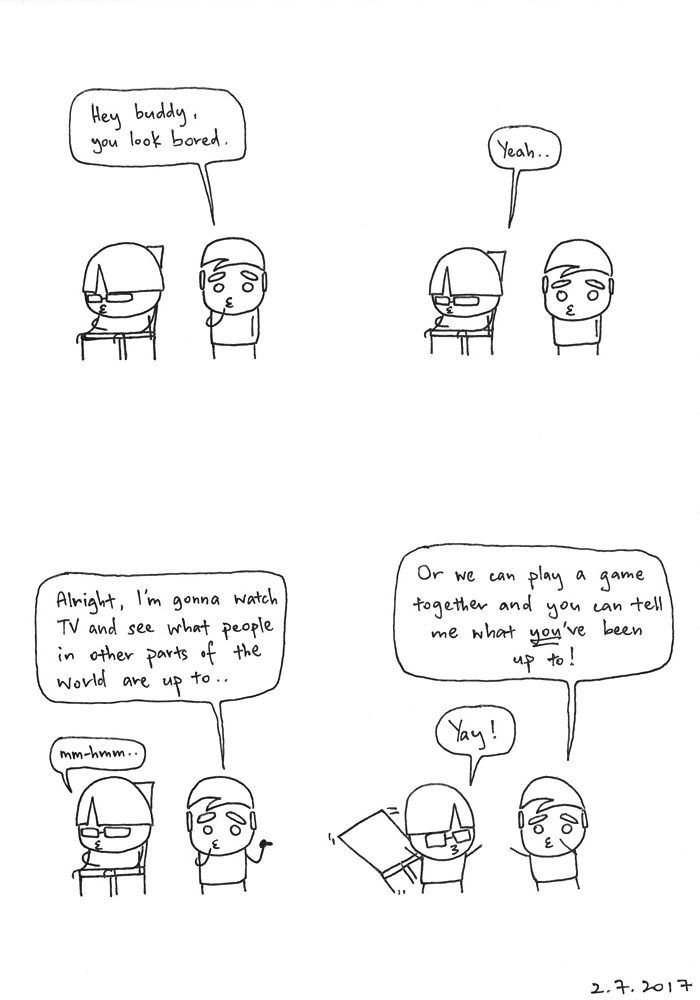 Hey buddy,
you look bored.
Yeah..
Alright, I'm gonna watch
TV and see what people
in other parts of the
world are up to..
mm-hmm..
Or we can play a game
together and you can tell
me what you've been
up to!
Yay!
2.7.2017